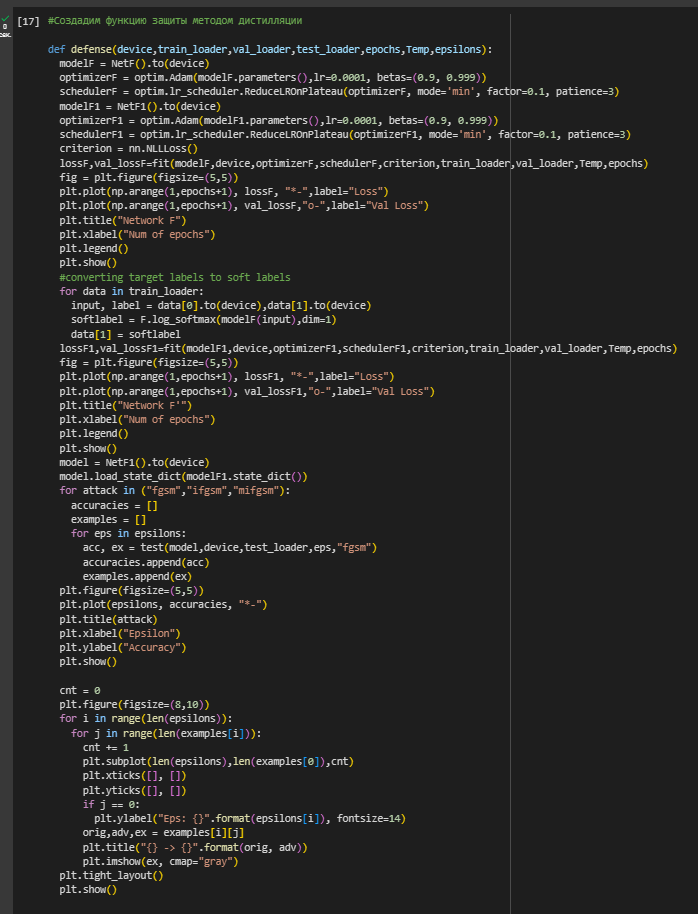 [17] #Создадим функцию защиты методом дистилляции
0
сек.
def defense(device,train_loader,val_loader,test_loader,epochs,Temp,epsilons):
  modelF = NetF().to(device)
  optimizerF = optim.Adam(modelF.parameters(),lr=0.0001, betas=(0.9, 0.999))
  schedulerF = optim.lr_scheduler.ReduceLROnPlateau(optimizerF, mode='min', factor=0.1, patience=3)
  modelF1 = NetF1().to(device)
  optimizerF1 = optim.Adam(modelF1.parameters(),lr=0.0001, betas=(0.9, 0.999))
  schedulerF1 = optim.lr_scheduler.ReduceLROnPlateau(optimizerF1, mode='min', factor=0.1, patience=3)
  criterion = nn.NLLLoss()
  lossF,val_lossF=fit(modelF,device,optimizerF,schedulerF,criterion,train_loader,val_loader,Temp,epochs)
  fig = plt.figure(figsize=(5,5))
  plt.plot(np.arange(1,epochs+1), lossF, "*-",label="Loss")
  plt.plot(np.arange(1,epochs+1), val_lossF,"o-",label="Val Loss")
  plt.title("Network F")
  plt.xlabel("Num of epochs")
  plt.legend()
  plt.show()
  #converting target labels to soft labels
  for data in train_loader:
    input, label = data[0].to(device),data[1].to(device)
    softlabel = F.log_softmax(modelF(input),dim=1)
    data[1] = softlabel
  lossF1,val_lossF1=fit(modelF1,device,optimizerF1,schedulerF1,criterion,train_loader,val_loader,Temp,epochs)
  fig = plt.figure(figsize=(5,5))
  plt.plot(np.arange(1,epochs+1), lossF1, "*-",label="Loss")
  plt.plot(np.arange(1,epochs+1), val_lossF1,"o-",label="Val Loss")
  plt.title("Network F'")
  plt.xlabel("Num of epochs")
  plt.legend()
  plt.show()
  model = NetF1().to(device)
  model.load_state_dict(modelF1.state_dict())
  for attack in ("fgsm","ifgsm","mifgsm"):
    accuracies = []
    examples = []
    for eps in epsilons:
      acc, ex = test(model,device,test_loader,eps,"fgsm")
      accuracies.append(acc)
      examples.append(ex)
  plt.figure(figsize=(5,5))
  plt.plot(epsilons, accuracies, "*-")
  plt.title(attack)
  plt.xlabel("Epsilon")
  plt.ylabel("Accuracy")
  plt.show()

  cnt = 0
  plt.figure(figsize=(8,10))
  for i in range(len(epsilons)):
    for j in range(len(examples[i])):
      cnt += 1
      plt.subplot(len(epsilons),len(examples[0]),cnt)
      plt.xticks([], [])
      plt.yticks([], [])
      if j == 0:
        plt.ylabel("Eps: {}".format(epsilons[i]), fontsize=14)
      orig,adv,ex = examples[i][j]
      plt.title("{} -> {}".format(orig, adv))
      plt.imshow(ex, cmap="gray")
  plt.tight_layout()
  plt.show()